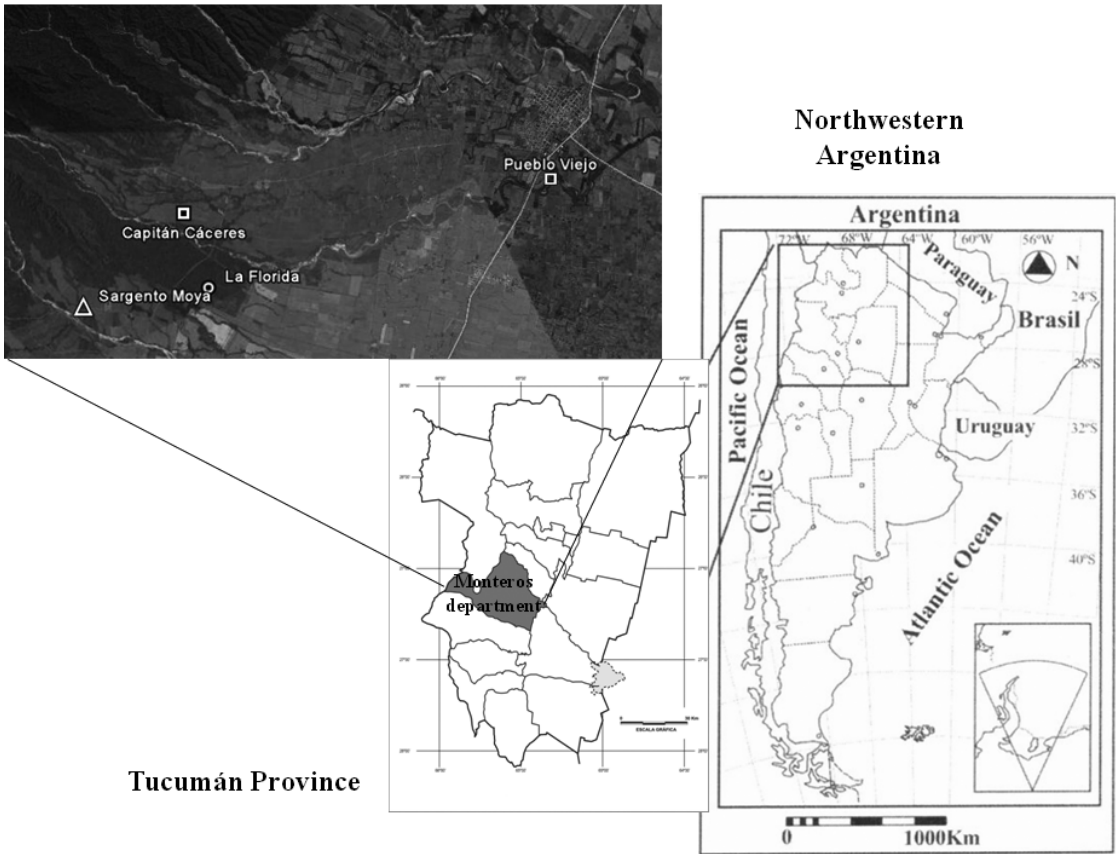 Pueblo Viejo
Capitán Cáceres
La Florida
Sargento Moya
Northwestern
Argentina
Argentina
72°W
68°W
64°W
60°W
56°W
N
Paraguay
24°S
Brasil
28°S
Pacific Ocean
Uruguay
32°S
Chile
36°S
40°S
Atlantic Ocean
0
1000Km
Monteros
department
ESCALA GRÁFICA
Tucumán Province